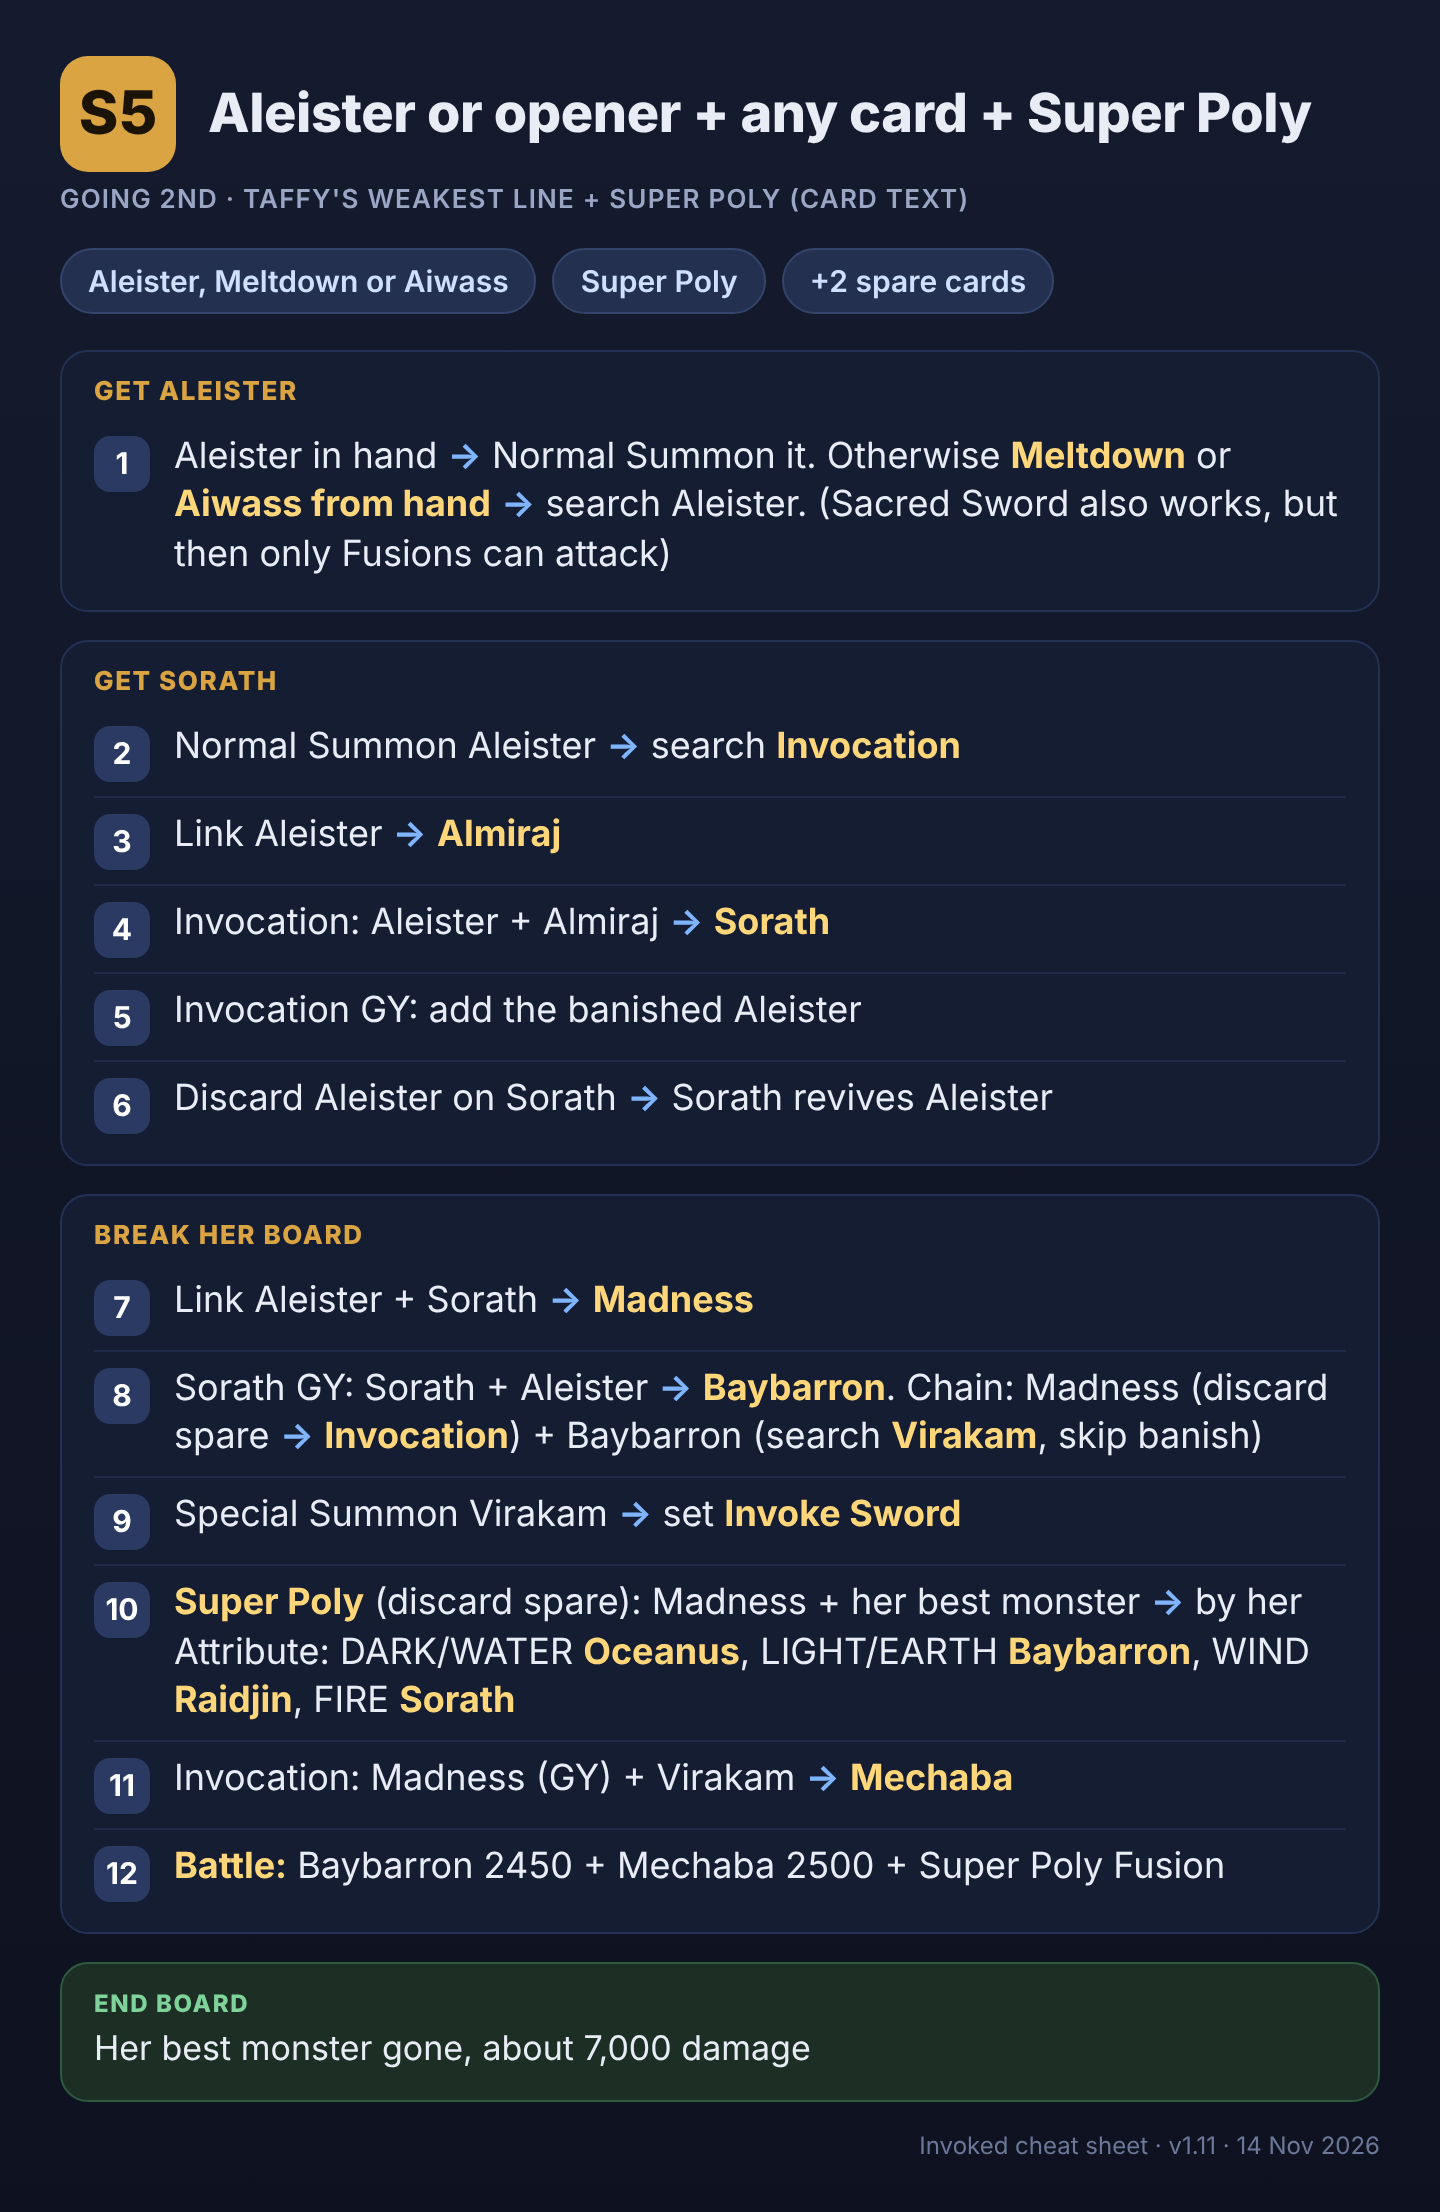 S5
Aleister or opener + any card + Super Poly
GOING 2ND · TAFFY'S WEAKEST LINE + SUPER POLY (CARD TEXT)
Aleister, Meltdown or Aiwass
Super Poly
+2 spare cards
GET ALEISTER
1
Aleister in hand → Normal Summon it. Otherwise Meltdown or
Aiwass from hand → search Aleister. (Sacred Sword also works, but
then only Fusions can attack)
GET SORATH
2
Normal Summon Aleister → search Invocation
3
Link Aleister → Almiraj
4
Invocation: Aleister + Almiraj → Sorath
5
Invocation GY: add the banished Aleister
6
Discard Aleister on Sorath → Sorath revives Aleister
BREAK HER BOARD
7
Link Aleister + Sorath → Madness
8
Sorath GY: Sorath + Aleister → Baybarron. Chain: Madness (discard
spare → Invocation) + Baybarron (search Virakam, skip banish)
9
Special Summon Virakam → set Invoke Sword
10
Super Poly (discard spare): Madness + her best monster → by her
Attribute: DARK/WATER Oceanus, LIGHT/EARTH Baybarron, WIND
Raidjin, FIRE Sorath
11
Invocation: Madness (GY) + Virakam → Mechaba
12
Battle: Baybarron 2450 + Mechaba 2500 + Super Poly Fusion
END BOARD
Her best monster gone, about 7,000 damage
Invoked cheat sheet · v1.11 · 14 Nov 2026